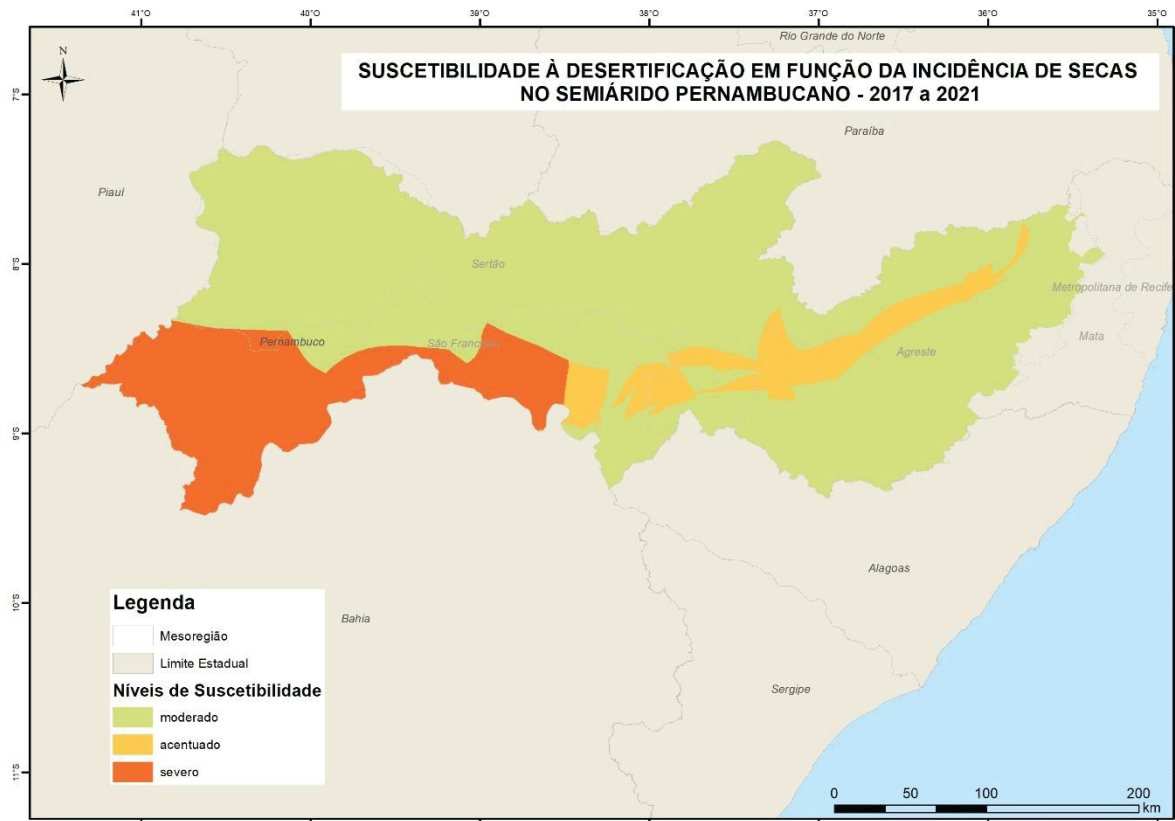 41°O
40°O
39°O
38°O
37°O
36°O
35°O
Rio Grande do Norte
N
SUSCETIBILIDADE À DESERTIFICAÇÃO EM FUNÇÃO DA INCIDÊNCIA DE SECAS
NO SEMIÁRIDO PERNAMBUCANO - 2017 a 2021
7°S
Paraíba
Piauí
8°S
Sertão
Metropolitana de Recife
Pernambuco
São Francisco
Mata
Agreste
9°S
Alagoas
10°S
Bahia
Sergipe
11°S
Legenda
Mesoregião
Limite Estadual
Níveis de Suscetibilidade
moderado
acentuado
severo
0
50
100
200
km